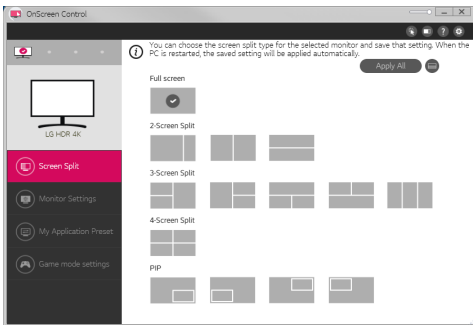 OnScreen Control
You can choose the screen split type for the selected monitor and save that setting. When the
PC is restarted, the saved setting will be applied automatically.
Apply All
Full screen
LG HDR 4K
2-Screen Split
Screen Split
3-Screen Split
Monitor Settings
My Application Preset
4-Screen Split
Game mode settings
PIP